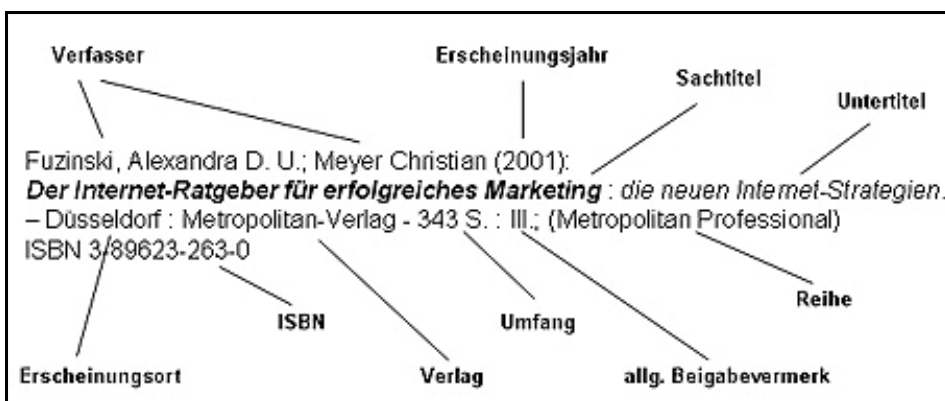 Verfasser Erscheinungsjahr
Sachtitel
Untertitel
Fuzinski, Alexandra D. U.; Meyer Christian (2001):
Der Internet-Ratgeber für erfolgreiches Marketing : die neuen Internet-Strategien.
– Düsseldorf : Metropolitan-Verlag - 343 S. : Ill.; (Metropolitan Professional)
ISBN 3-89623-263-0
Reihe
ISBN Umfang
Erscheinungsort Verlag allg. Beigabevermerk